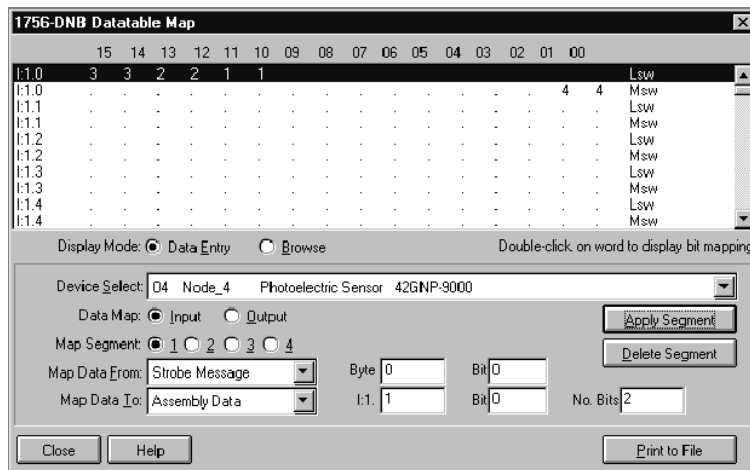 1756-DNB Datatable Map
15 14 13 12 11 10 09 08 07 06 05 04 03 02 01 00
I:1.0 3 3 2 2 1 1 Lsw
I:1.0 4 4 Msw
I:1.1 . . . . . . . . . . . . . . . . Lsw
I:1.1 . . . . . . . . . . . . . . . . Msw
I:1.2 . . . . . . . . . . . . . . . . Lsw
I:1.2 . . . . . . . . . . . . . . . . Msw
I:1.3 . . . . . . . . . . . . . . . . Lsw
I:1.3 . . . . . . . . . . . . . . . . Msw
I:1.4 . . . . . . . . . . . . . . . . Lsw
I:1.4 . . . . . . . . . . . . . . . . Msw
Display Mode: Data Entry Browse Double-click on word to display bit mapping
Device Select: 04 Node_4 Photoelectric Sensor 42GNP-9000
Data Map: Input Output Apply Segment
Map Segment: 1 2 3 4 Delete Segment
Map Data From: Strobe Message Byte 0 Bit 0
Map Data To: Assembly Data I:1. 1 Bit 0 No. Bits 2
Close Help Print to File